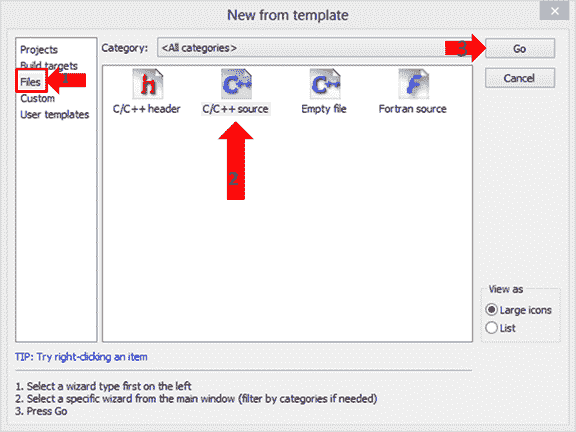 New from template
Projects
Build targets
Files
Custom
User templates
Category: <All categories>
C/C++ header
C/C++ source
Empty file
Fortran source
1
2
3
Go
Cancel
View as
Large icons
List
TIP: Try right-clicking an item
1. Select a wizard type first on the left
2. Select a specific wizard from the main window (filter by categories if needed)
3. Press Go